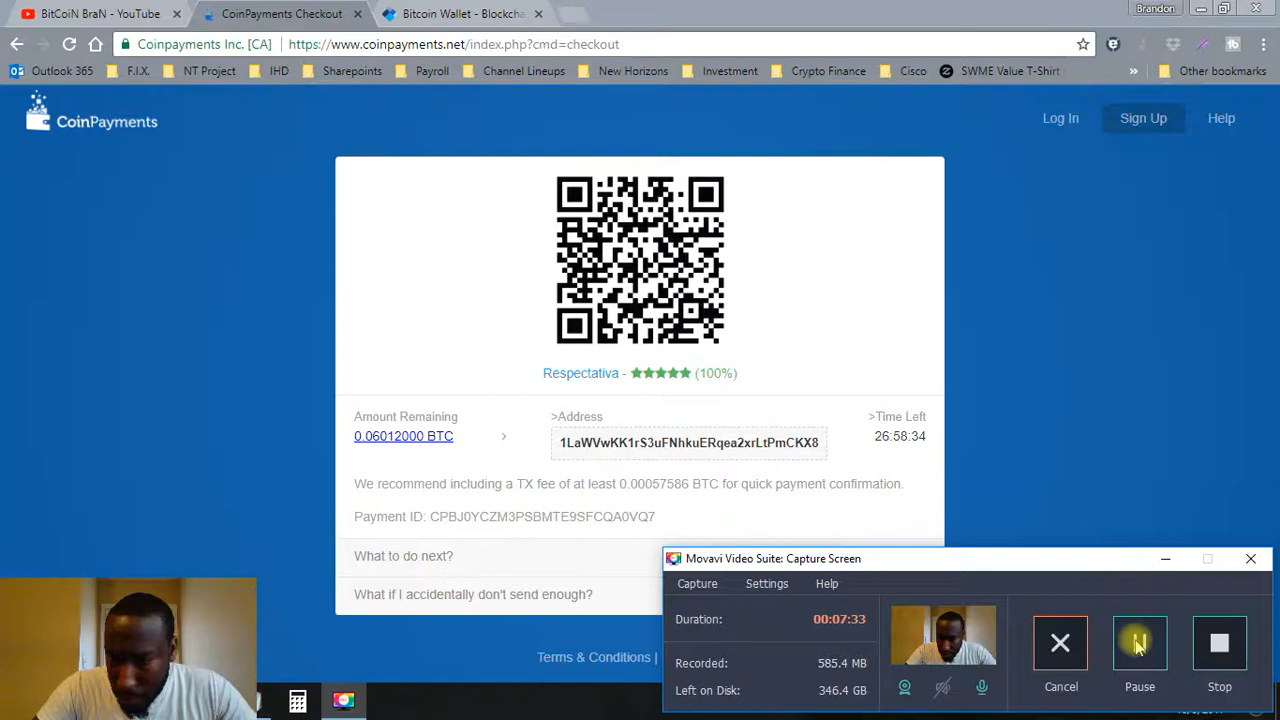 BitCoiN BraN - YouTube
CoinPayments Checkout
Bitcoin Wallet - Blockcha
Brandon
Coinpayments Inc. [CA]
https://www.coinpayments.net/index.php?cmd=checkout
Outlook 365
F.I.X.
NT Project
IHD
Sharepoints
Payroll
Channel Lineups
New Horizons
Investment
Crypto Finance
Cisco
SWME Value T-Shirt
»
Other bookmarks
CoinPayments
Log In
Sign Up
Help
Respectativa - ★★★★★ (100%)
Amount Remaining
>Address
>Time Left
0.06012000 BTC
1LaWVwKK1rS3uFNhkuERqea2xrLtPmCKX8
26:58:34
We recommend including a TX fee of at least 0.00057586 BTC for quick payment confirmation.
Payment ID: CPBJ0YCZM3PSBMTE9SFCQA0VQ7
What to do next?
What if I accidentally don't send enough?
Terms & Conditions |
Movavi Video Suite: Capture Screen
Capture
Settings
Help
Duration:
00:07:33
Recorded:
585.4 MB
Left on Disk:
346.4 GB
Cancel
Pause
Stop